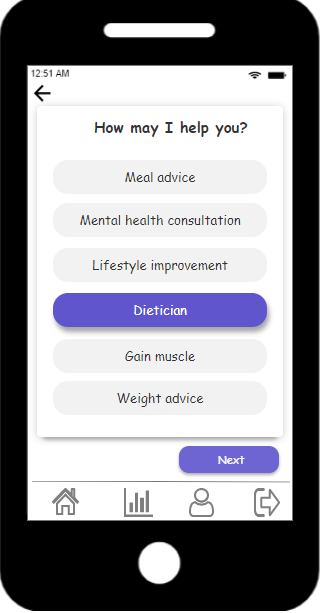 12:51 AM
How may I help you?
Meal advice
Mental health consultation
Lifestyle improvement
Dietician
Gain muscle
Weight advice
Next